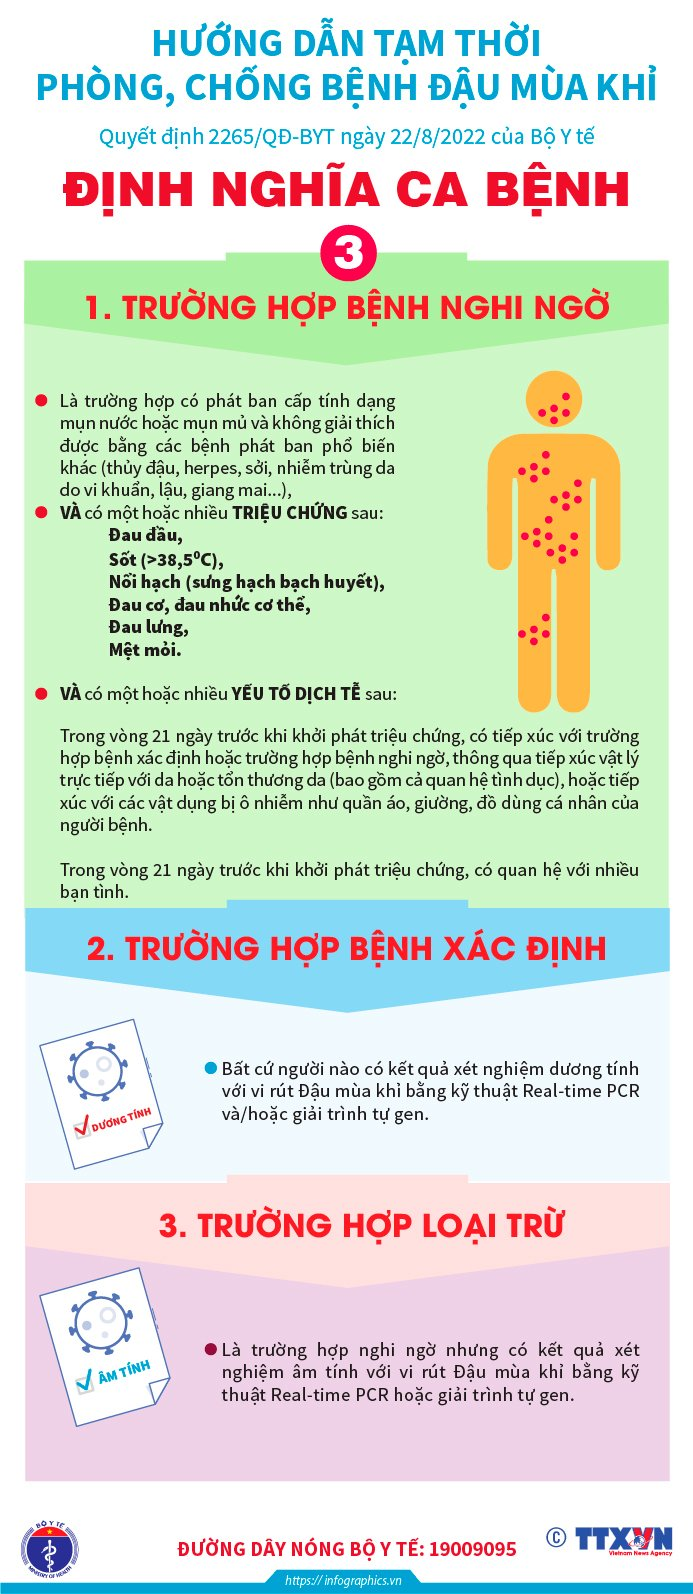 HƯỚNG DẪN TẠM THỜI
PHÒNG, CHỐNG BỆNH ĐẬU MÙA KHỈ
Quyết định 2265/QĐ-BYT ngày 22/8/2022 của Bộ Y tế
ĐỊNH NGHĨA CA BỆNH
3
1. TRƯỜNG HỢP BỆNH NGHI NGỜ
Là trường hợp có phát ban cấp tính dạng
mụn nước hoặc mụn mủ và không giải thích
được bằng các bệnh phát ban phổ biến
khác (thủy đậu, herpes, sởi, nhiễm trùng da
do vi khuẩn, lậu, giang mai...),
VÀ có một hoặc nhiều TRIỆU CHỨNG sau:
Đau đầu,
Sốt (>38,5⁰C),
Nổi hạch (sưng hạch bạch huyết),
Đau cơ, đau nhức cơ thể,
Đau lưng,
Mệt mỏi.
VÀ có một hoặc nhiều YẾU TỐ DỊCH TỄ sau:
Trong vòng 21 ngày trước khi khởi phát triệu chứng, có tiếp xúc với trường
hợp bệnh xác định hoặc trường hợp bệnh nghi ngờ, thông qua tiếp xúc vật lý
trực tiếp với da hoặc tổn thương da (bao gồm cả quan hệ tình dục), hoặc tiếp
xúc với các vật dụng bị ô nhiễm như quần áo, giường, đồ dùng cá nhân của
người bệnh.
Trong vòng 21 ngày trước khi khởi phát triệu chứng, có quan hệ với nhiều
bạn tình.
2. TRƯỜNG HỢP BỆNH XÁC ĐỊNH
DƯƠNG TÍNH
Bất cứ người nào có kết quả xét nghiệm dương tính
với vi rút Đậu mùa khỉ bằng kỹ thuật Real-time PCR
và/hoặc giải trình tự gen.
3. TRƯỜNG HỢP LOẠI TRỪ
ÂM TÍNH
Là trường hợp nghi ngờ nhưng có kết quả xét
nghiệm âm tính với vi rút Đậu mùa khỉ bằng kỹ
thuật Real-time PCR hoặc giải trình tự gen.
BỘ Y TẾ
MINISTRY OF HEALTH
ĐƯỜNG DÂY NÓNG BỘ Y TẾ: 19009095
© TTXVN
Vietnam News Agency
https://infographics.vn